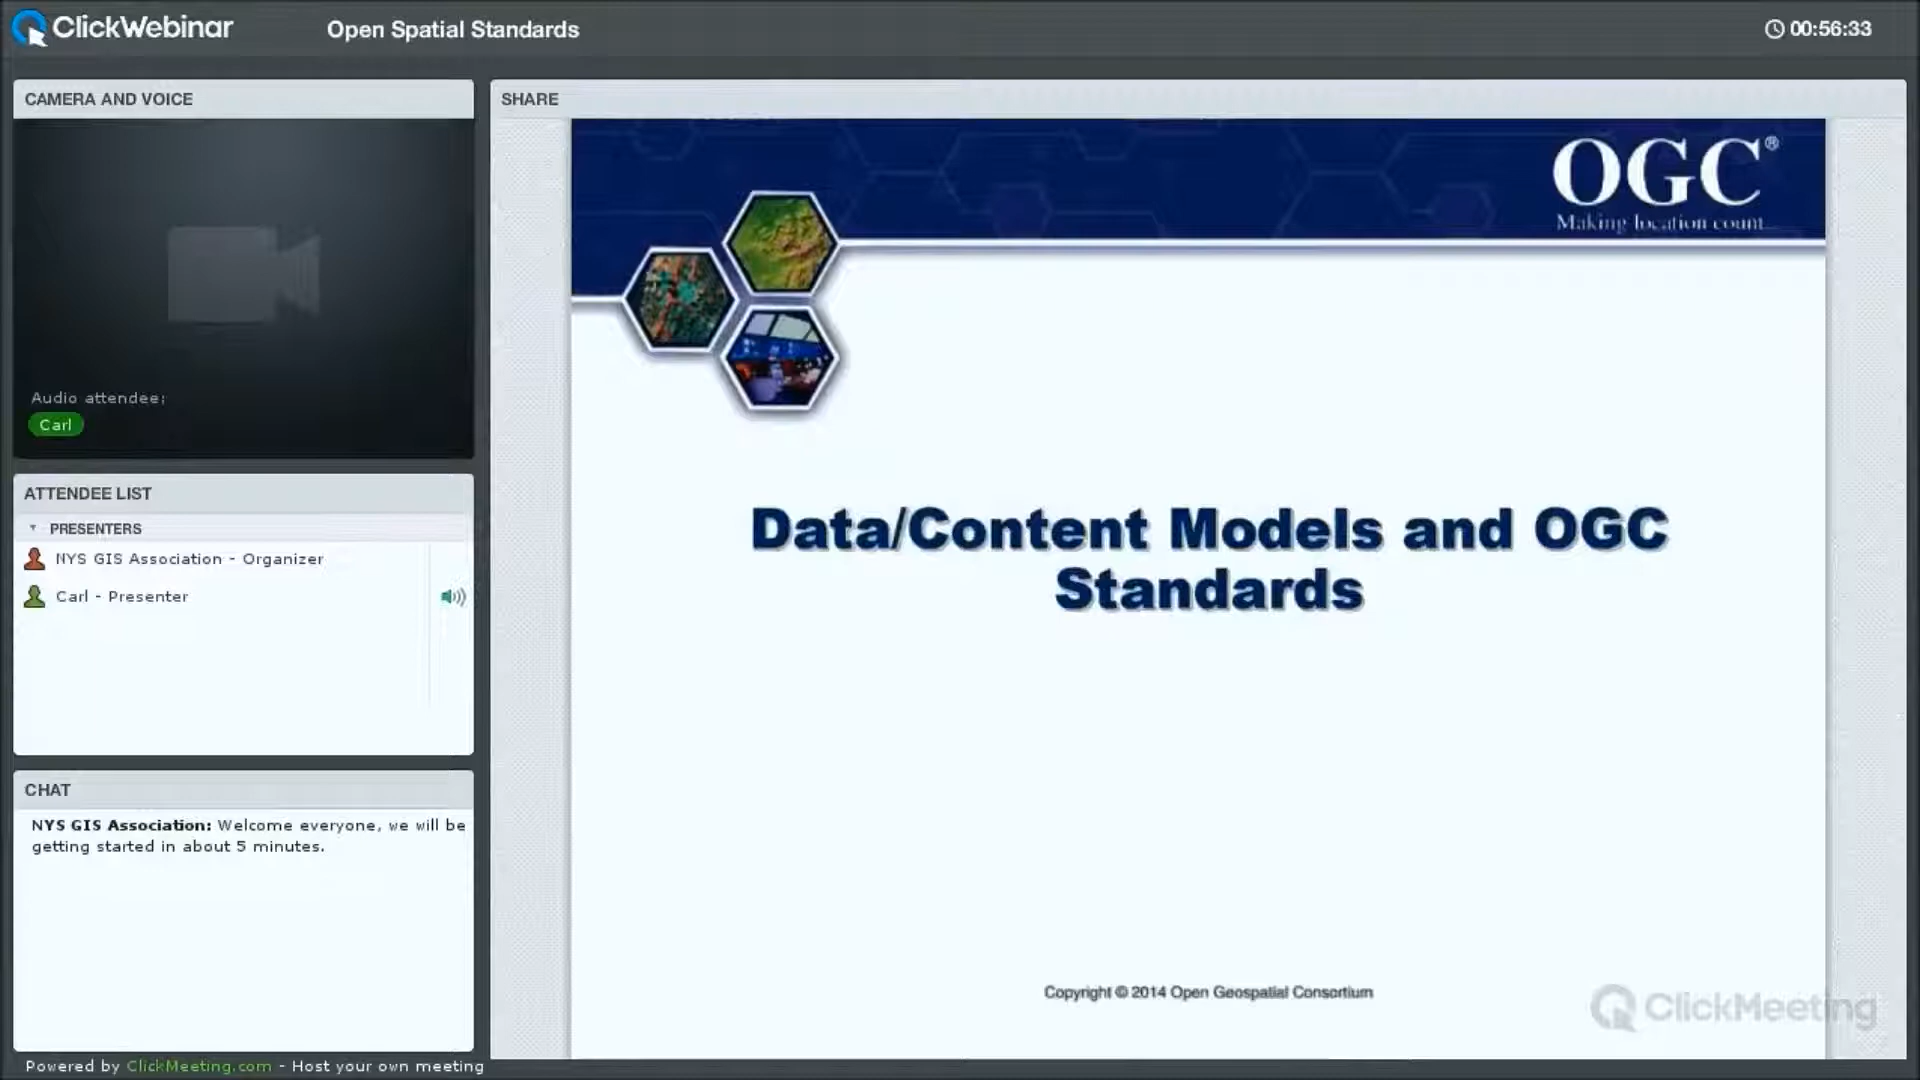 ClickWebinar
Open Spatial Standards
00:56:33
CAMERA AND VOICE
Audio attendee:
Carl
ATTENDEE LIST
PRESENTERS
NYS GIS Association - Organizer
Carl - Presenter
CHAT
NYS GIS Association: Welcome everyone, we will be
getting started in about 5 minutes.
Powered by ClickMeeting.com - Host your own meeting
SHARE
OGC®
Making location count...
Data/Content Models and OGC
Standards
Copyright © 2014 Open Geospatial Consortium
ClickMeeting